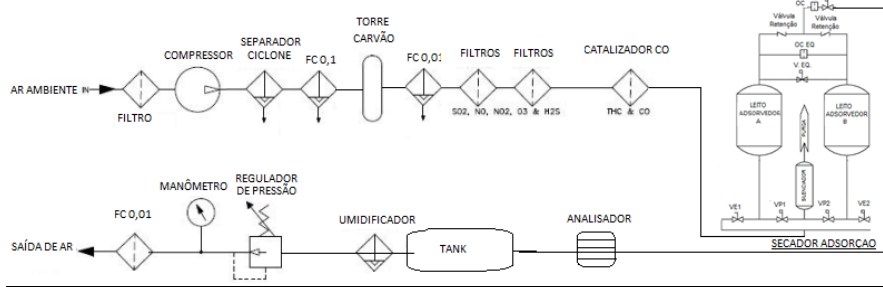 OC
Válvula
Retenção
Válvula
Retenção
TORRE
CARVÃO
SEPARADOR
CICLONE
COMPRESSOR
FC 0,1
FC 0,01
FILTROS
FILTROS
CATALIZADOR CO
OC EQ.
V. EQ.
AR AMBIENTE
IN
FILTRO
SO2, NO, NO2, O3 & H2S
THC & CO
LEITO
ADSORVEDOR
A
PURGA
LEITO
ADSORVEDOR
B
SILENCIADOR
VE1
VP1
VP2
VE2
SECADOR ADSORÇAO
FC 0,01
MANÔMETRO
REGULADOR
DE PRESSÃO
UMIDIFICADOR
ANALISADOR
SAÍDA DE AR
TANK